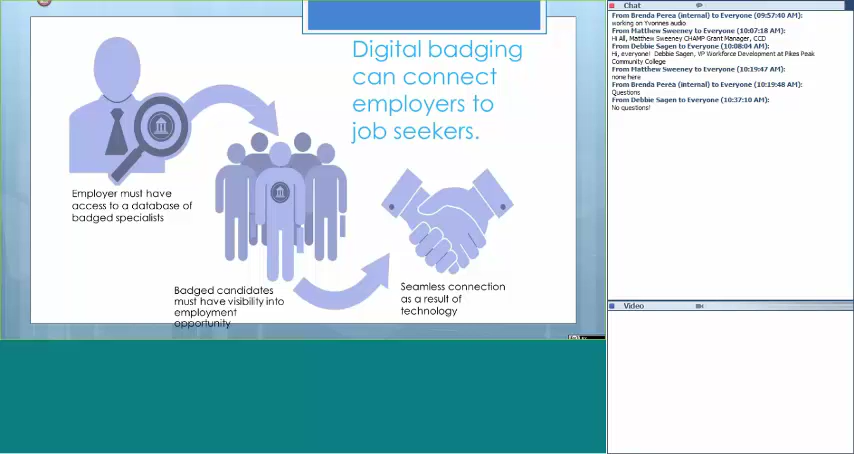 Digital badging
can connect
employers to
job seekers.
Employer must have
access to a database of
badged specialists
Badged candidates
must have visibility into
employment
opportunity
Seamless connection
as a result of
technology
Chat
From Brenda Perea (internal) to Everyone (09:57:40 AM):
working on Yvonnes audio
From Matthew Sweeney to Everyone (10:07:18 AM):
Hi All, Matthew Sweeney CHAMP Grant Manager, CCD
From Debbie Sagen to Everyone (10:08:04 AM):
Hi, everyone! Debbie Sagen, VP Workforce Development at Pikes Peak
Community College
From Matthew Sweeney to Everyone (10:19:47 AM):
none here
From Brenda Perea (internal) to Everyone (10:19:48 AM):
Questions
From Debbie Sagen to Everyone (10:37:10 AM):
No questions!
Video